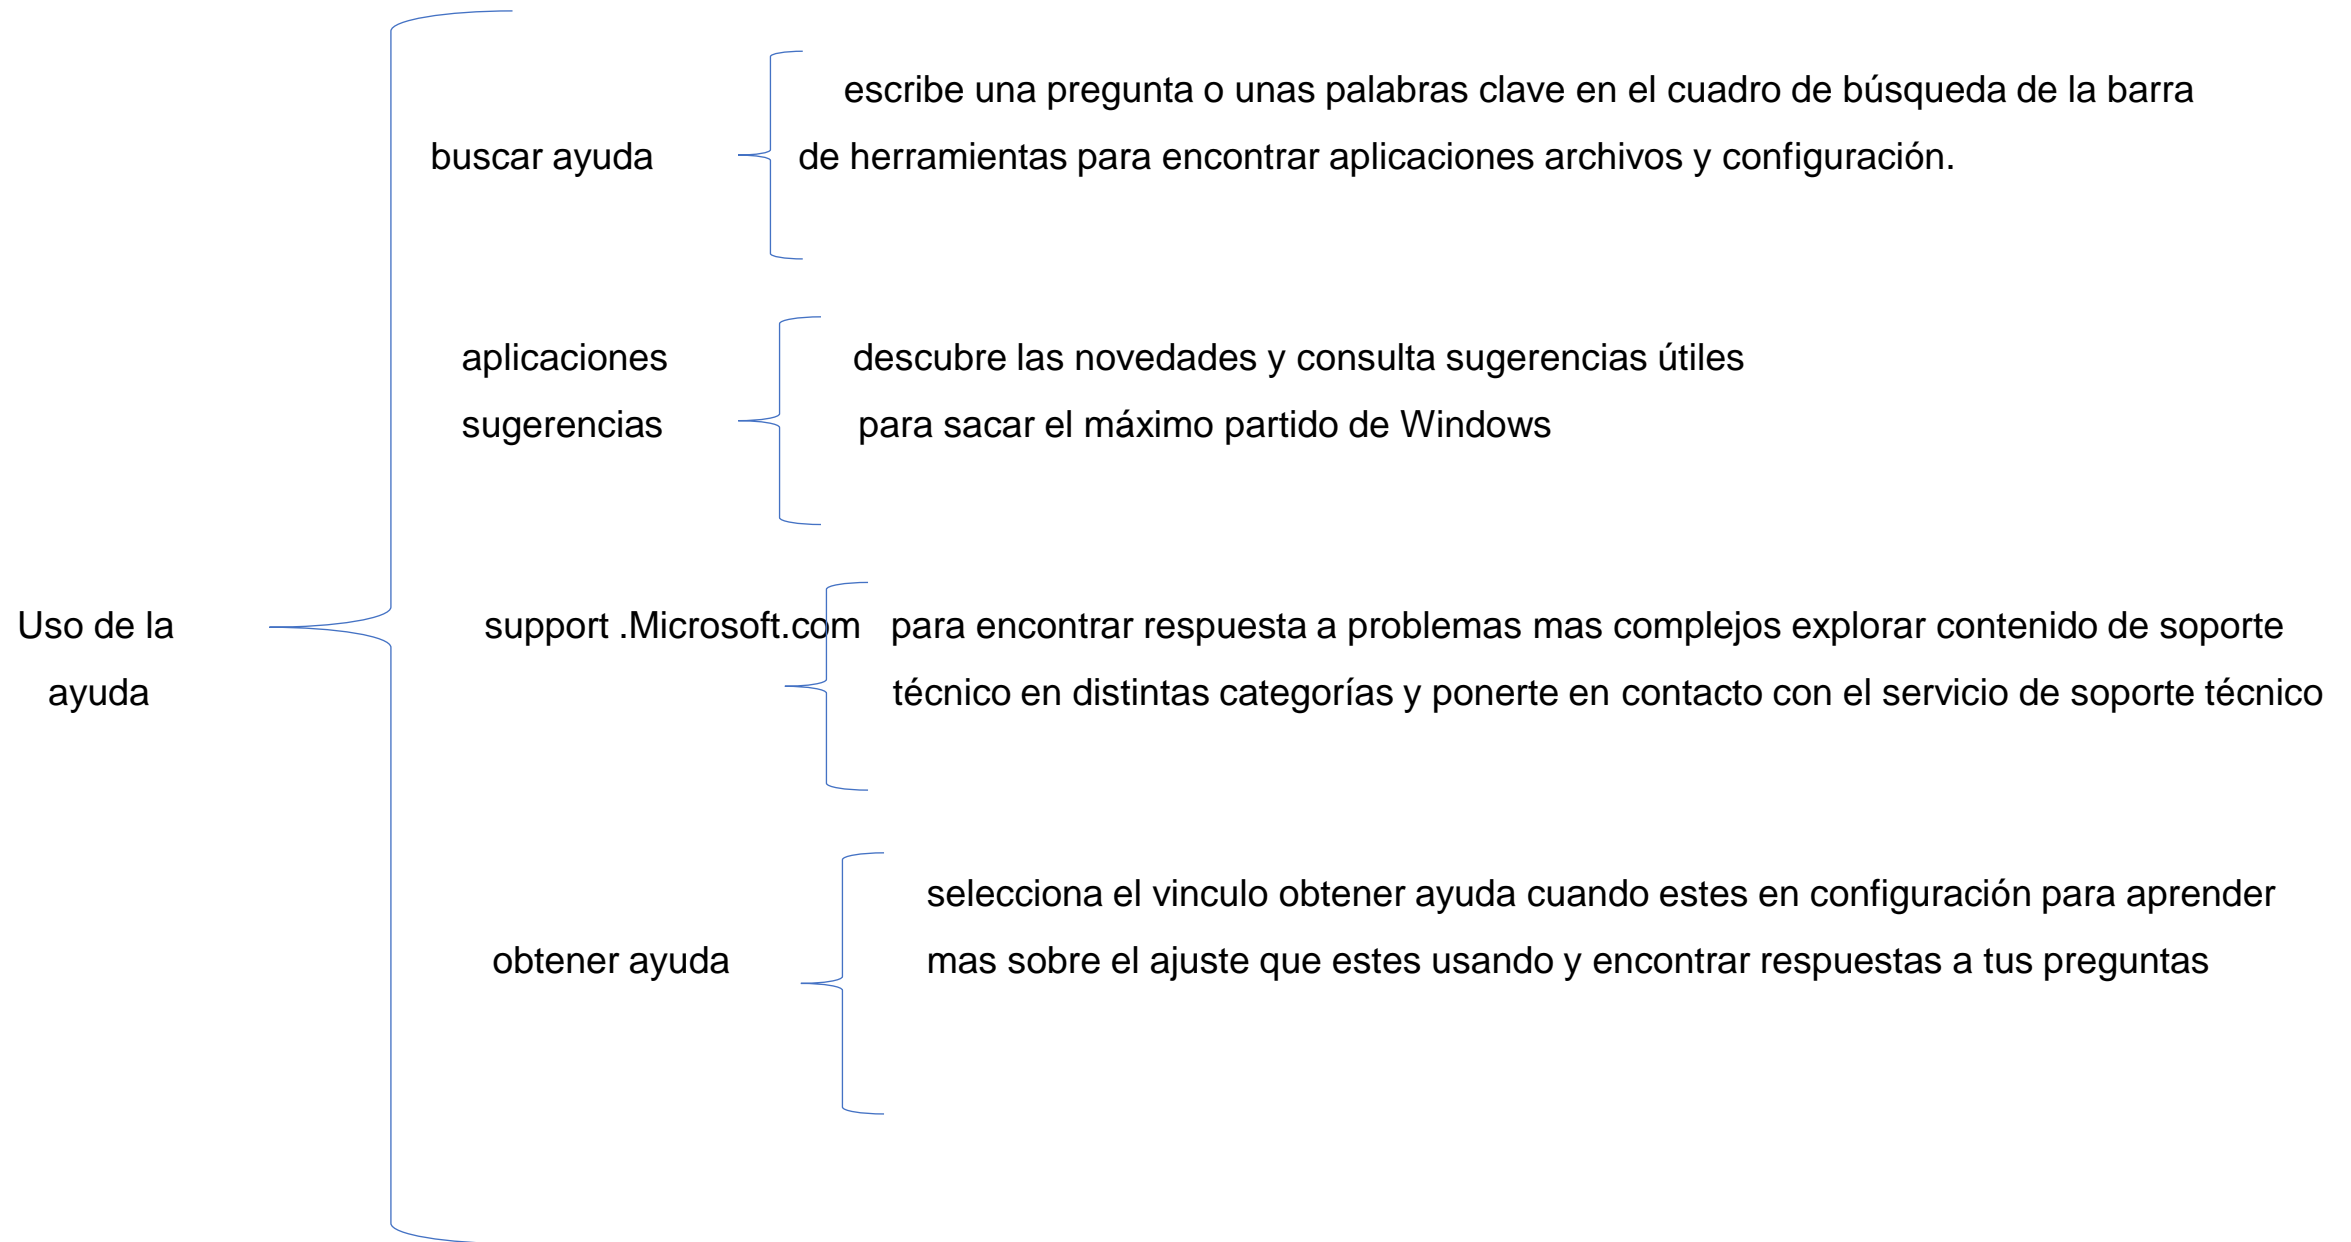 escribe una pregunta o unas palabras clave en el cuadro de búsqueda de la barra
buscar ayuda de herramientas para encontrar aplicaciones archivos y configuración.
aplicaciones descubre las novedades y consulta sugerencias útiles
sugerencias para sacar el máximo partido de Windows
Uso de la support .Microsoft.com para encontrar respuesta a problemas mas complejos explorar contenido de soporte
ayuda técnico en distintas categorías y ponerte en contacto con el servicio de soporte técnico
selecciona el vinculo obtener ayuda cuando estes en configuración para aprender
obtener ayuda mas sobre el ajuste que estes usando y encontrar respuestas a tus preguntas